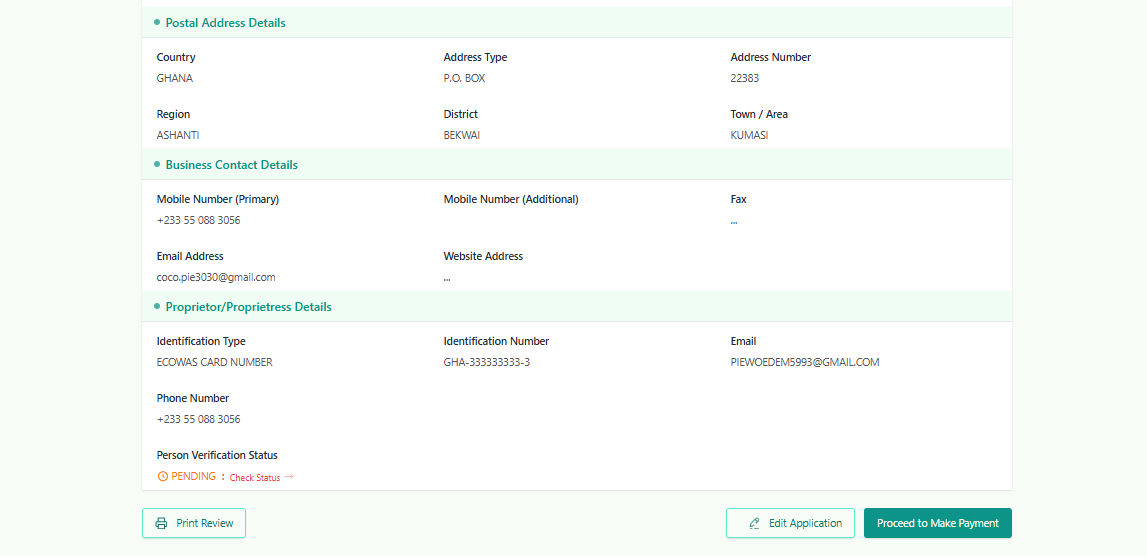 Postal Address Details
Country Address Type Address Number
GHANA P.O. BOX 22383
Region District Town / Area
ASHANTI BEKWAI KUMASI
Business Contact Details
Mobile Number (Primary) Mobile Number (Additional) Fax
+233 55 088 3056 ...
Email Address Website Address
coco.pie3030@gmail.com ...
Proprietor/Proprietress Details
Identification Type Identification Number Email
ECOWAS CARD NUMBER GHA-333333333-3 PIEWOEDEM5993@GMAIL.COM
Phone Number
+233 55 088 3056
Person Verification Status
PENDING : Check Status →
Print Review Edit Application Proceed to Make Payment